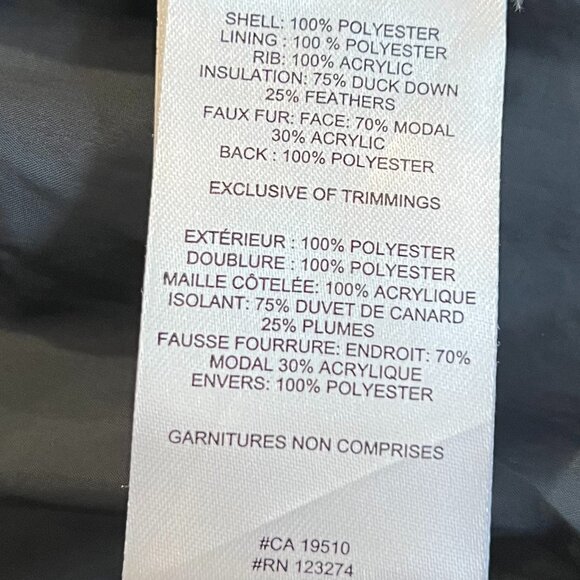 SHELL: 100% POLYESTER
LINING : 100 % POLYESTER
RIB: 100% ACRYLIC
INSULATION: 75% DUCK DOWN
25% FEATHERS
FAUX FUR: FACE: 70% MODAL
30% ACRYLIC
BACK : 100% POLYESTER
EXCLUSIVE OF TRIMMINGS
EXTÉRIEUR : 100% POLYESTER
DOUBLURE : 100% POLYESTER
MAILLE CÔTELÉE: 100% ACRYLIQUE
ISOLANT: 75% DUVET DE CANARD
25% PLUMES
FAUSSE FOURRURE: ENDROIT: 70%
MODAL 30% ACRYLIQUE
ENVERS: 100% POLYESTER
GARNITURES NON COMPRISES
#CA 19510
#RN 123274